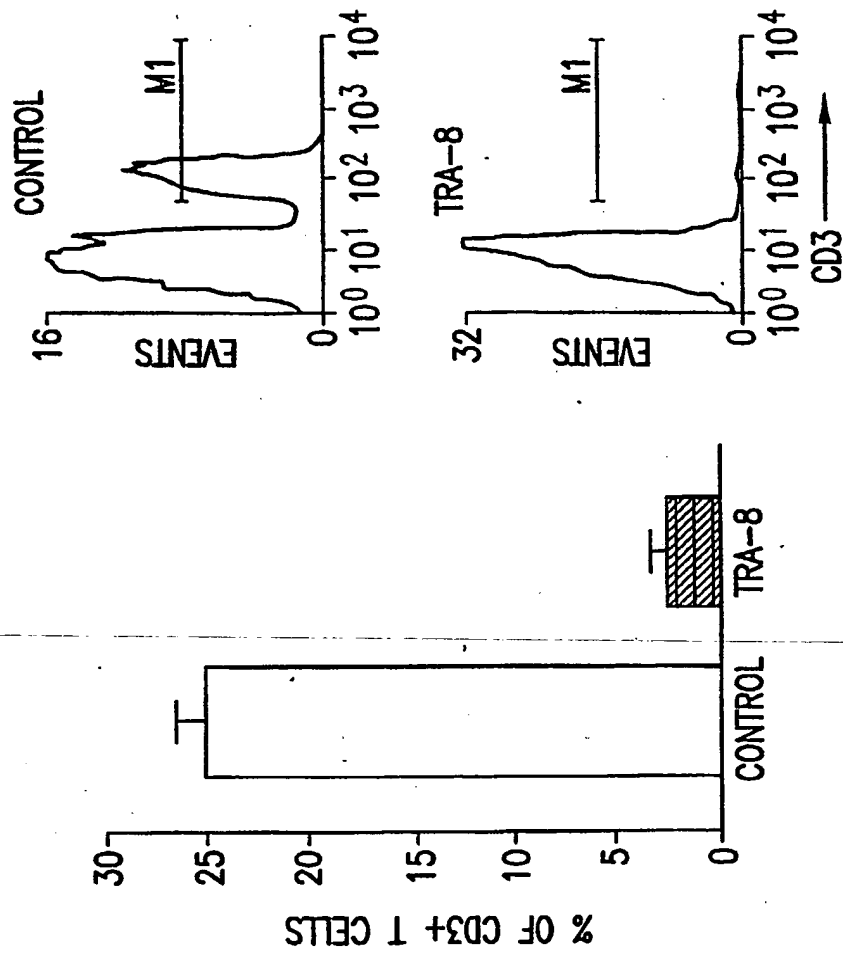 % OF CD3+ T CELLS
30
25
20
15
10
5
0
CONTROL
TRA-8
CONTROL
16
EVENTS
0
M1
10^0 10^1 10^2 10^3 10^4
TRA-8
32
EVENTS
0
M1
10^0 10^1 10^2 10^3 10^4
CD3